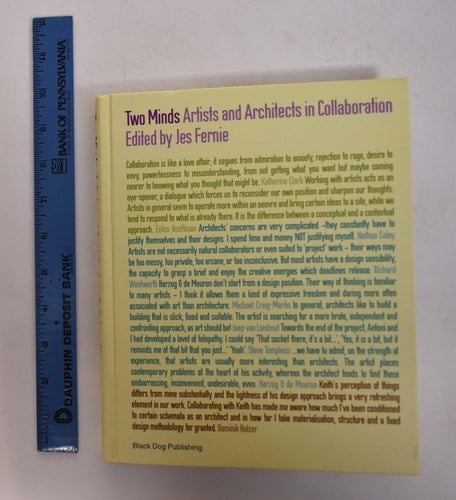 BANK OF PENNSYLVANIA
DAUPHIN DEPOSIT BANK
Two Minds Artists and Architects in Collaboration
Edited by Jes Fernie
Collaboration is like a love affair; it segues from admiration to anxiety, rejection to rage, desire to
envy, powerlessness to misunderstanding, from not getting what you want but maybe coming
nearer to knowing what you thought that might be. Katherine Clark Working with artists acts as an
eye-opener; a dialogue which forces us to reconsider our own position and sharpen our thoughts.
Artists in general seem to operate more within an oeuvre and bring certain ideas to a site, while we
tend to respond to what is already there. It is the difference between a conceptual and a contextual
approach. Eelco Hooftman Architects' concerns are very complicated –they constantly have to
justify themselves and their designs. I spend time and money NOT justifying myself. Nathan Coley
Artists are not necessarily natural collaborators or even suited to 'project' work – their ways may
be too messy, too private, too arcane, or too inconclusive. But most artists have a design sensibility,
the capacity to grasp a brief and enjoy the creative energies which deadlines release. Richard
Wentworth Herzog & de Meuron don't start from a design position. Their way of thinking is familiar
to many artists – I think it allows them a kind of expressive freedom and daring more often
associated with art than architecture. Michael Craig-Martin In general, architects like to build a
building that is slick, fixed and suitable. The artist is searching for a more brute, independent and
confronting approach, as art should be! Joep van Lieshout Towards the end of the project, Antoni and
I had developed a level of telepathy. I could say 'That socket there, it's a bit...', 'Yes, it is a bit, but it
reminds me of that bit that you just...' 'Yeah'. Steve Tompkins ...we have to admit, on the strength of
experience, that artists are usually more interesting than architects. The artist places
contemporary problems at the heart of his activity, whereas the architect tends to find these
embarrassing, inconvenient, undesirable, even. Herzog & de Meuron Keith's perception of things
differs from mine substantially and the lightness of his design approach brings a very refreshing
element in our work. Collaborating with Keith has made me aware how much I've been conditioned
to certain schemata as an architect and in how far I take materialisation, structure and a fixed
design methodology for granted. Dominik Holzer
Black Dog Publishing